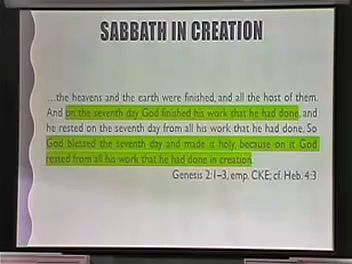 SABBATH IN CREATION
...the heavens and the earth were finished, and all the host of them.
And on the seventh day God finished his work that he had done, and
he rested on the seventh day from all his work that he had done. So
God blessed the seventh day and made it holy, because on it God
rested from all his work that he had done in creation.
Genesis 2:1–3, emp. CKE; cf. Heb. 4:3